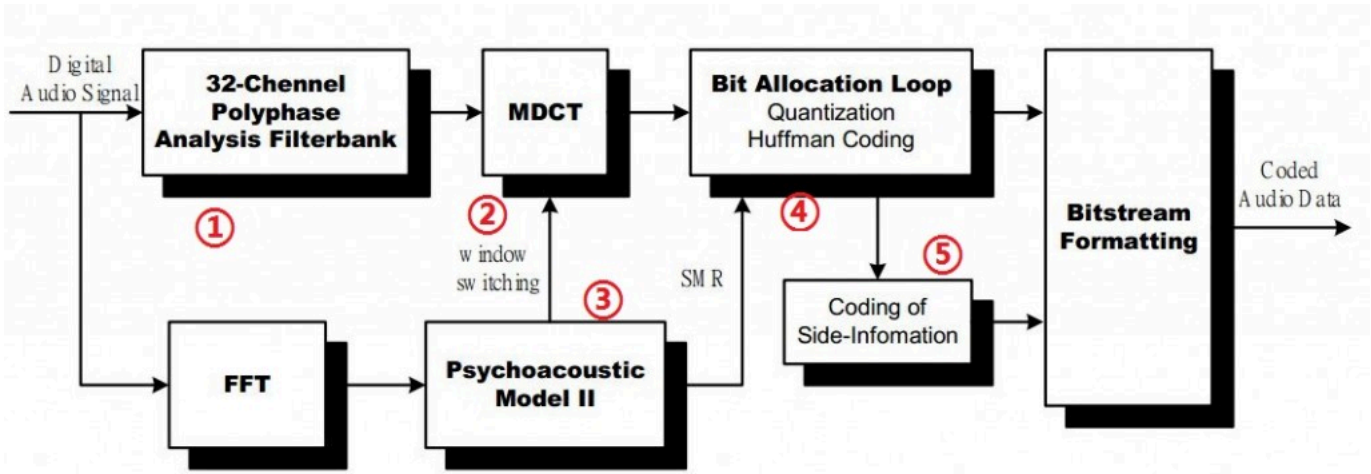 Digital
Audio Signal
32-Chennel
Polyphase
Analysis Filterbank
MDCT
Bit Allocation Loop
Quantization
Huffman Coding
①
②
④
window
switching
③
SMR
⑤
Coding of
Side-Infomation
Bitstream
Formatting
Coded
Audio Data
FFT
Psychoacoustic
Model II